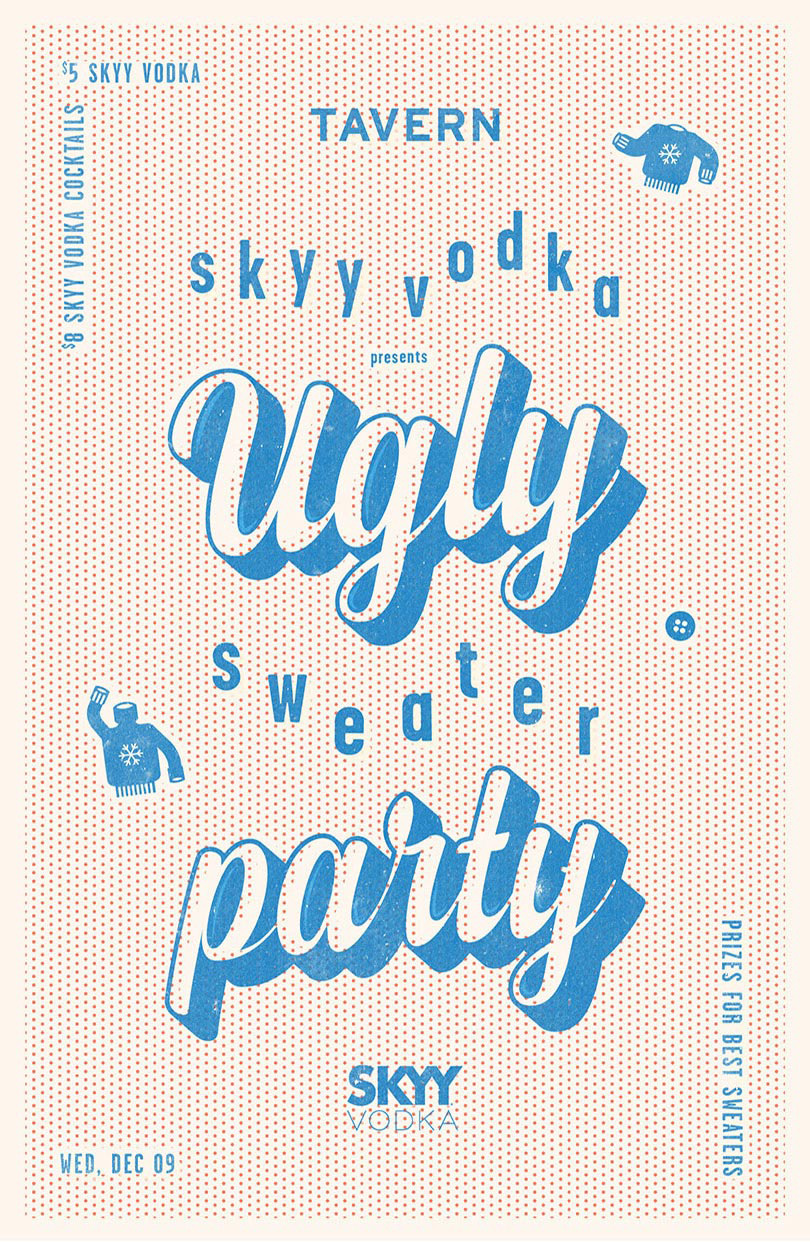 $5 SKYY VODKA
$8 SKYY VODKA COCKTAILS
TAVERN
skyy vodka
presents
Ugly
sweater
party
SKYY
VODKA
WED, DEC 09
PRIZES FOR BEST SWEATERS